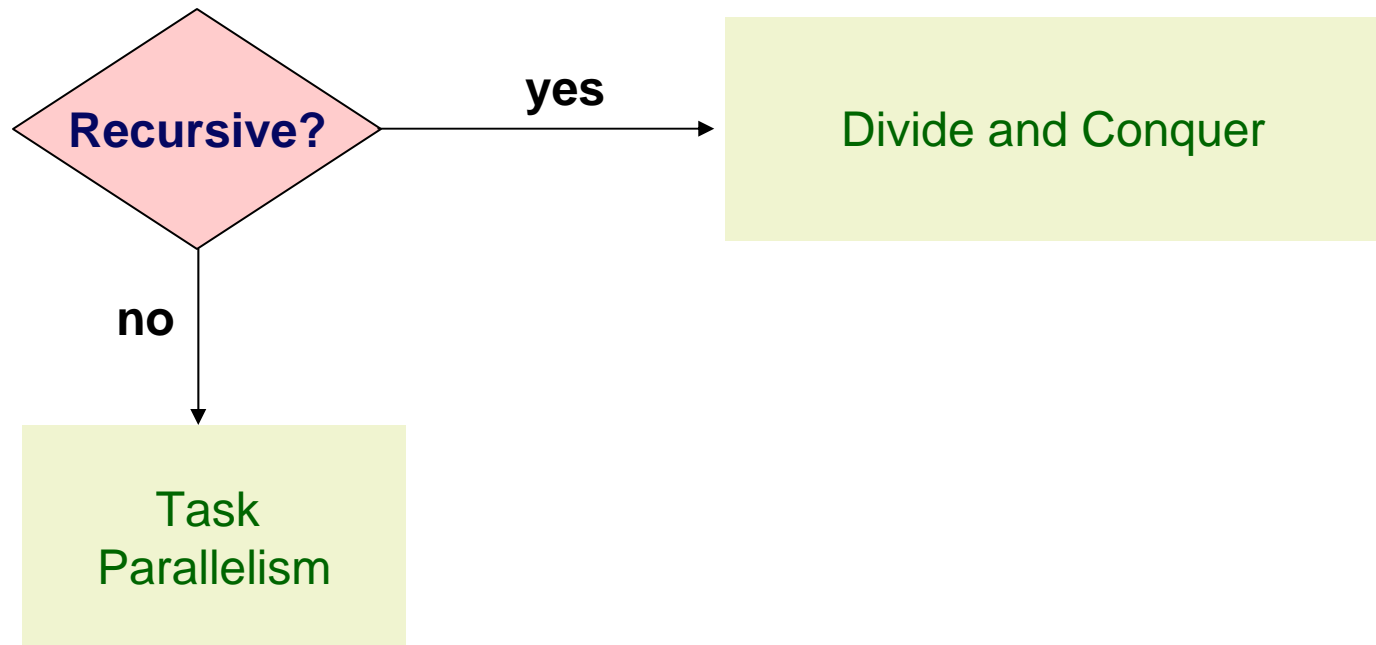 Recursive?
yes
Divide and Conquer
no
Task
Parallelism